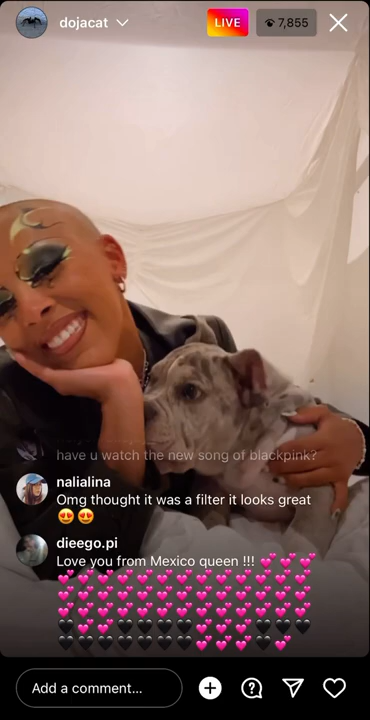 dojacat
LIVE
7,855
have u watch the new song of blackpink?
nalialina
Omg thought it was a filter it looks great
😍😍
dieego.pi
Love you from Mexico queen !!! 💕💕💕
💕💕💕💕💕💕💕💕💕💕💕💕💕
💕💕💕💕💕💕💕💕💕💕💕💕💕
💕💕💕💕💕💕💕💕💕💕💕💕💕
🖤💕💕🖤🖤🖤🖤💕💕💕🖤🖤🖤
🖤🖤🖤🖤🖤🖤🖤💕💕💕🖤💕
Add a comment...